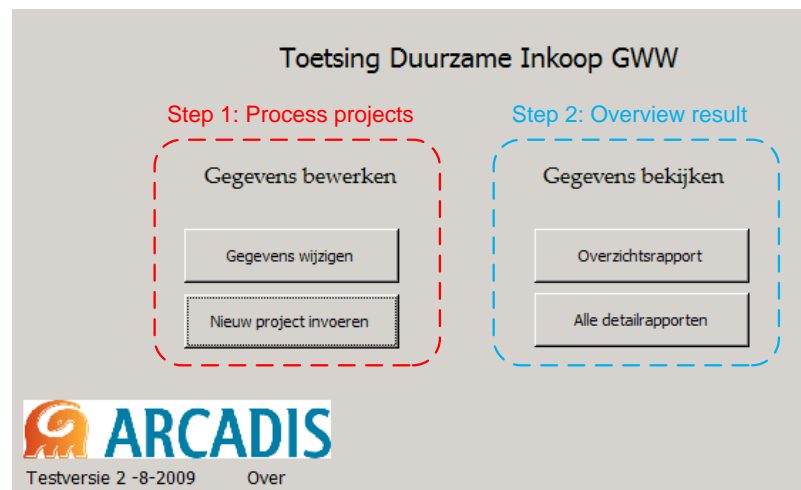 Toetsing Duurzame Inkoop GWW
Step 1: Process projects
Step 2: Overview result
Gegevens bewerken
Gegevens bekijken
Gegevens wijzigen
Overzichtsrapport
Nieuw project invoeren
Alle detailrapporten
ARCADIS
Testversie 2 -8-2009
Over